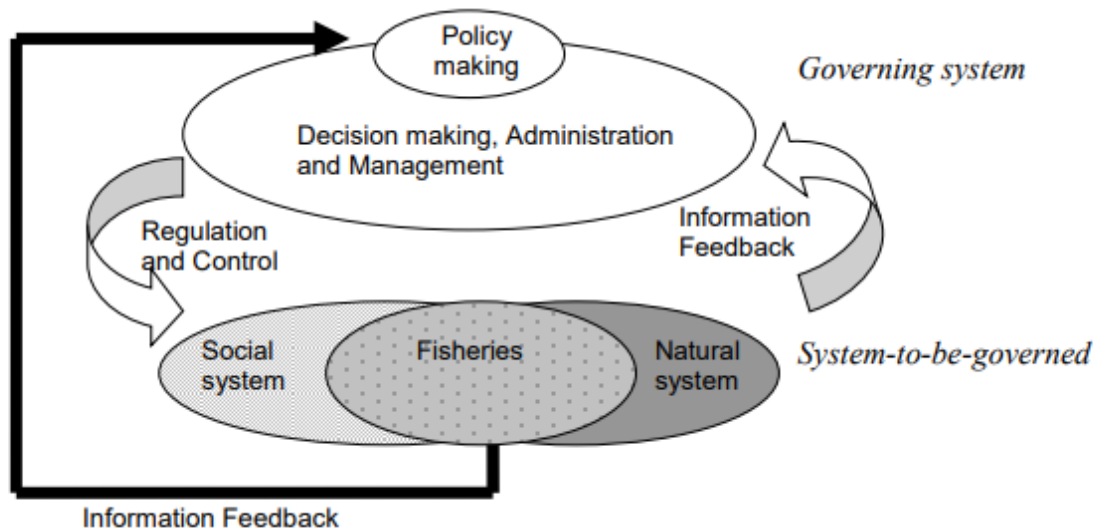 Policy
making
Governing system
Decision making, Administration
and Management
Regulation
and Control
Information
Feedback
Social
system
Fisheries
Natural
system
System-to-be-governed
Information Feedback